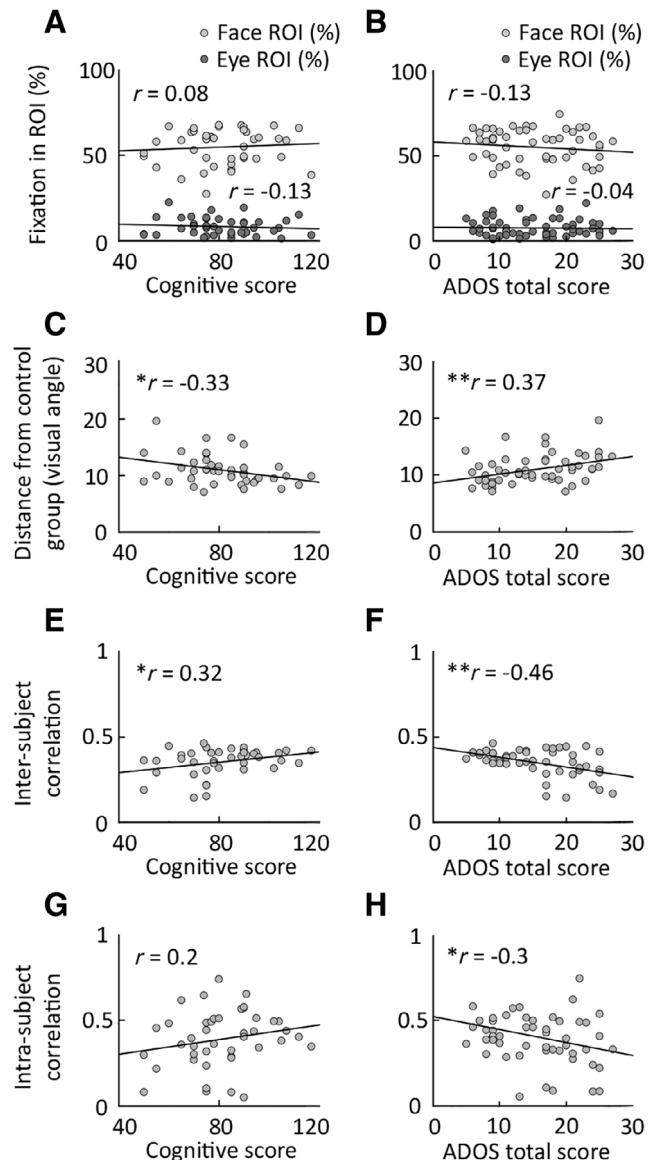 A
Face ROI (%)
Eye ROI (%)
Fixation in ROI (%)
100
50
0
r = 0.08
r = -0.13
40
80
120
Cognitive score
B
Face ROI (%)
Eye ROI (%)
100
50
0
r = -0.13
r = -0.04
0
10
20
30
ADOS total score
C
Distance from control
group (visual angle)
30
20
10
0
*r = -0.33
40
80
120
Cognitive score
D
30
20
10
0
**r = 0.37
0
10
20
30
ADOS total score
E
Inter-subject
correlation
1
0.5
0
*r = 0.32
40
80
120
Cognitive score
F
1
0.5
0
**r = -0.46
0
10
20
30
ADOS total score
G
Intra-subject
correlation
1
0.5
0
r = 0.2
40
80
120
Cognitive score
H
1
0.5
0
*r = -0.3
0
10
20
30
ADOS total score